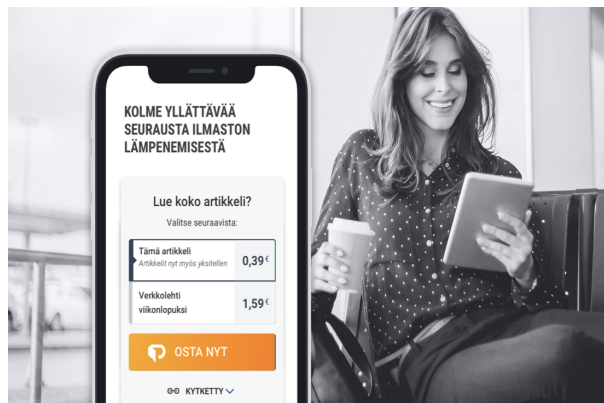 KOLME YLLÄTTÄVÄÄ
SEURAUSTA ILMASTON
LÄMPENEMISESTÄ
Lue koko artikkeli?
Valitse seuraavista:
Tämä artikkeli
Artikkelit nyt myös yksitellen
0,39€
Verkkolehti
viikonlopuksi
1,59€
OSTA NYT
KYTKETTY